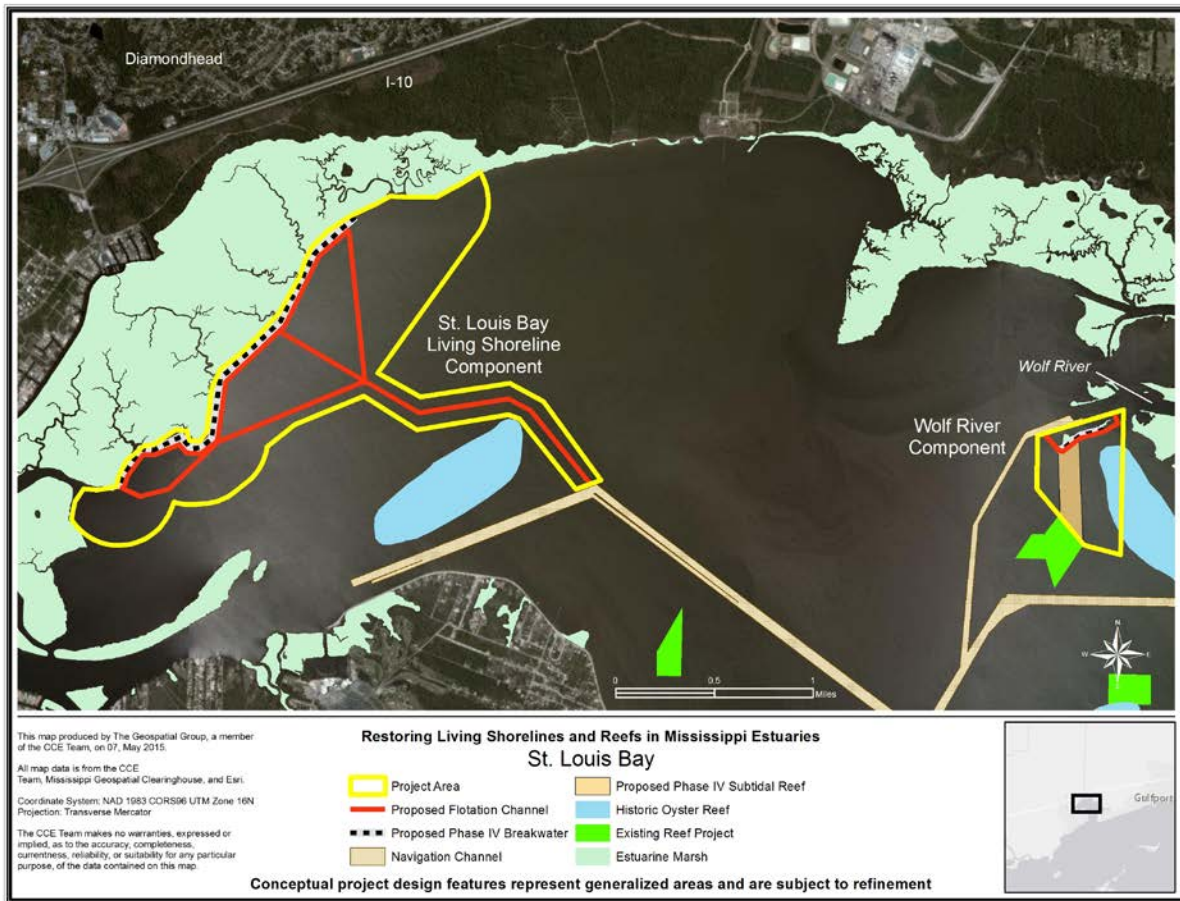 Diamondhead
I-10
St. Louis Bay
Living Shoreline
Component
Wolf River
Wolf River
Component
N
W
E
S
0
0.5
1
Miles
This map produced by The Geospatial Group, a member
of the CCE Team, on 07, May 2015.
All map data is from the CCE
Team, Mississippi Geospatial Clearinghouse, and Esri.
Coordinate System: NAD 1983 CORS96 UTM Zone 16N
Projection: Transverse Mercator
The CCE Team makes no warranties, expressed or
implied, as to the accuracy, completeness,
currentness, reliability, or suitability for any particular
purpose, of the data contained on this map.
Restoring Living Shorelines and Reefs in Mississippi Estuaries
St. Louis Bay
Project Area
Proposed Flotation Channel
Proposed Phase IV Breakwater
Navigation Channel
Proposed Phase IV Subtidal Reef
Historic Oyster Reef
Existing Reef Project
Estuarine Marsh
Conceptual project design features represent generalized areas and are subject to refinement
Gulfport